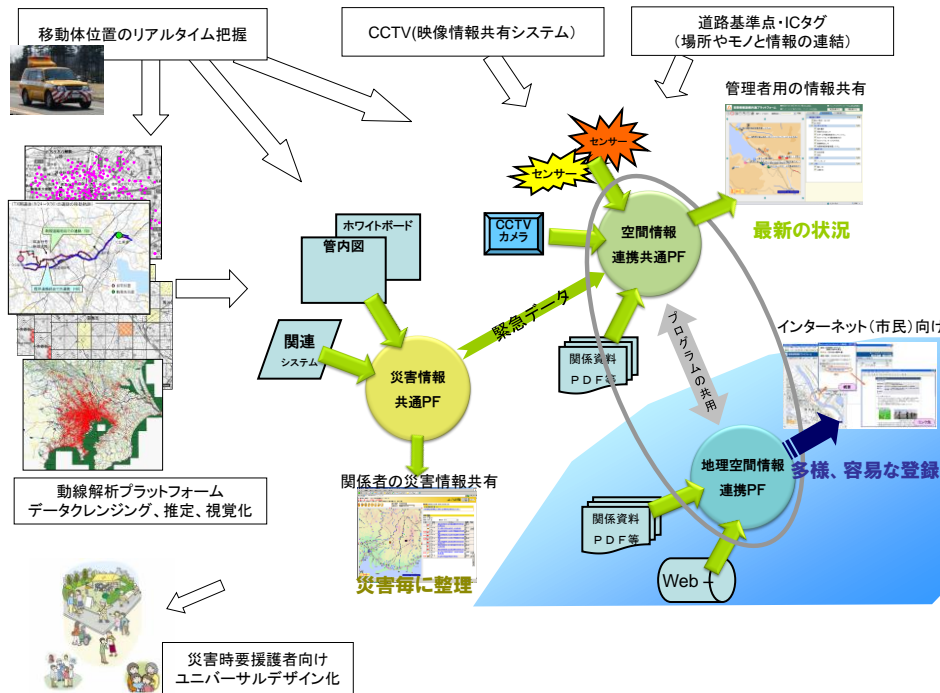 移動体位置のリアルタイム把握
CCTV(映像情報共有システム)
道路基準点・ICタグ
(場所やモノと情報の連結)
管理者用の情報共有
センサー
センサー
ホワイトボード
管内図
CCTV
カメラ
空間情報
連携共通PF
最新の状況
緊急データ
関連
システム
災害情報
共通PF
関係資料
PDF等
プログラムの共用
インターネット(市民)向け
地理空間情報
連携PF
多様、容易な登録
関係者の災害情報共有
動線解析プラットフォーム
データクレンジング、推定、視覚化
関係資料
PDF等
災害毎に整理
Web－
災害時要援護者向け
ユニバーサルデザイン化